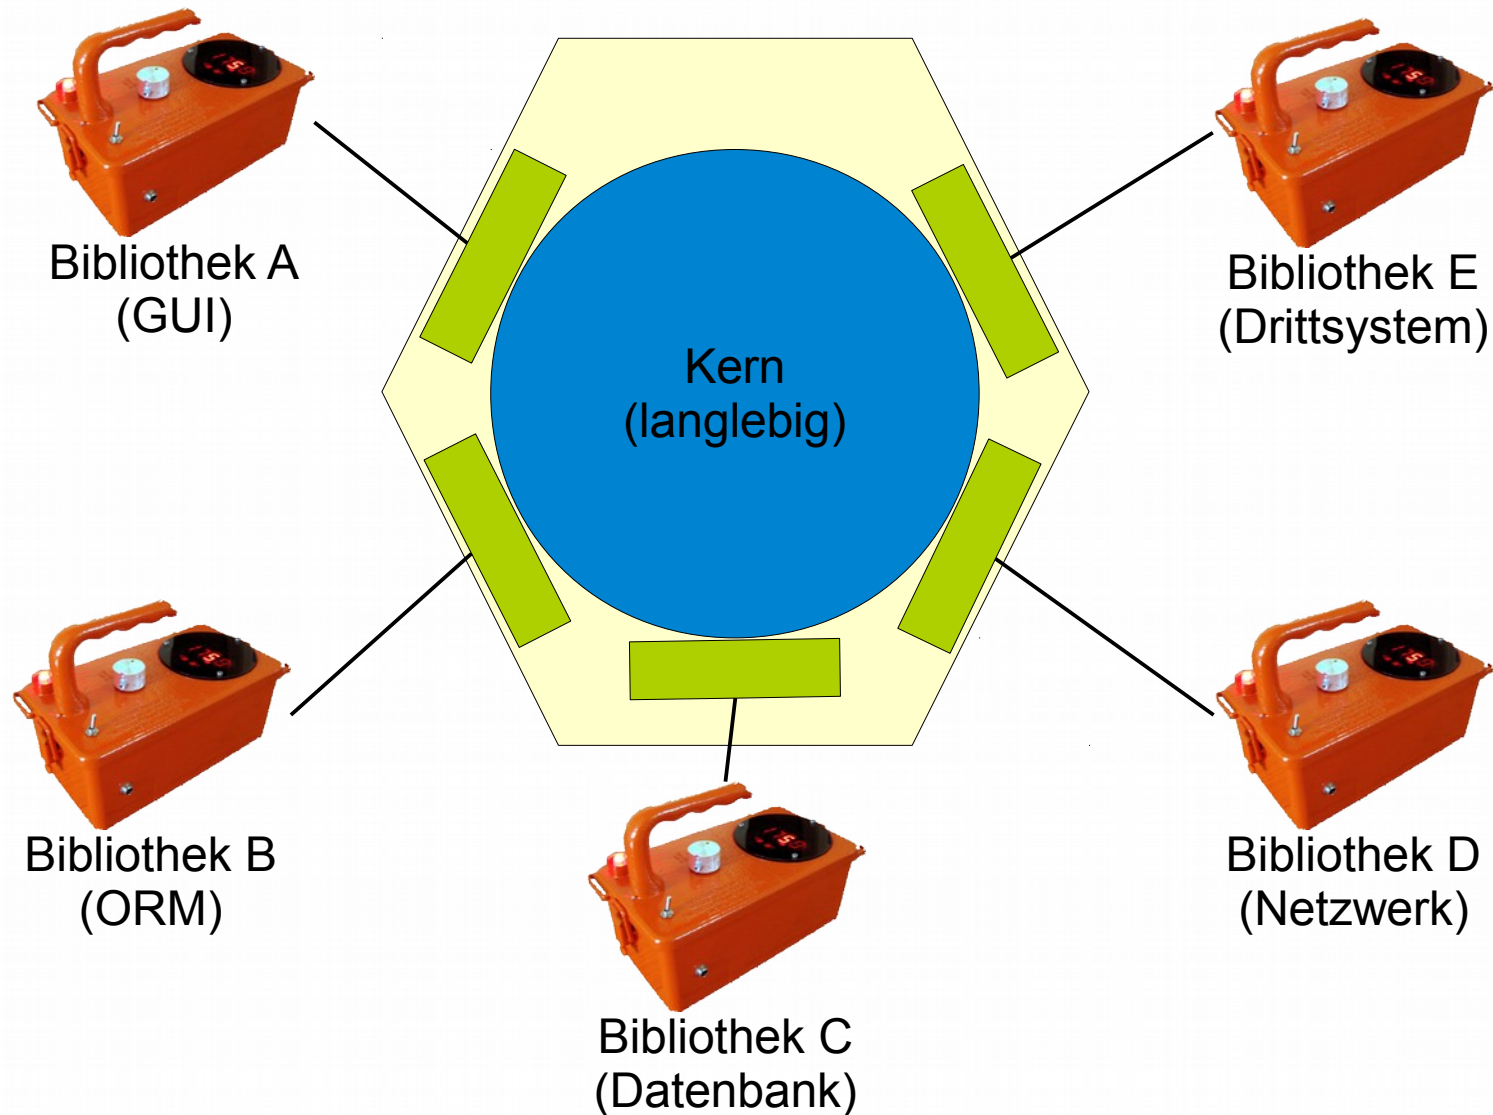 Bibliothek A
(GUI)
Bibliothek E
(Drittsystem)
Kern
(langlebig)
Bibliothek B
(ORM)
Bibliothek D
(Netzwerk)
Bibliothek C
(Datenbank)